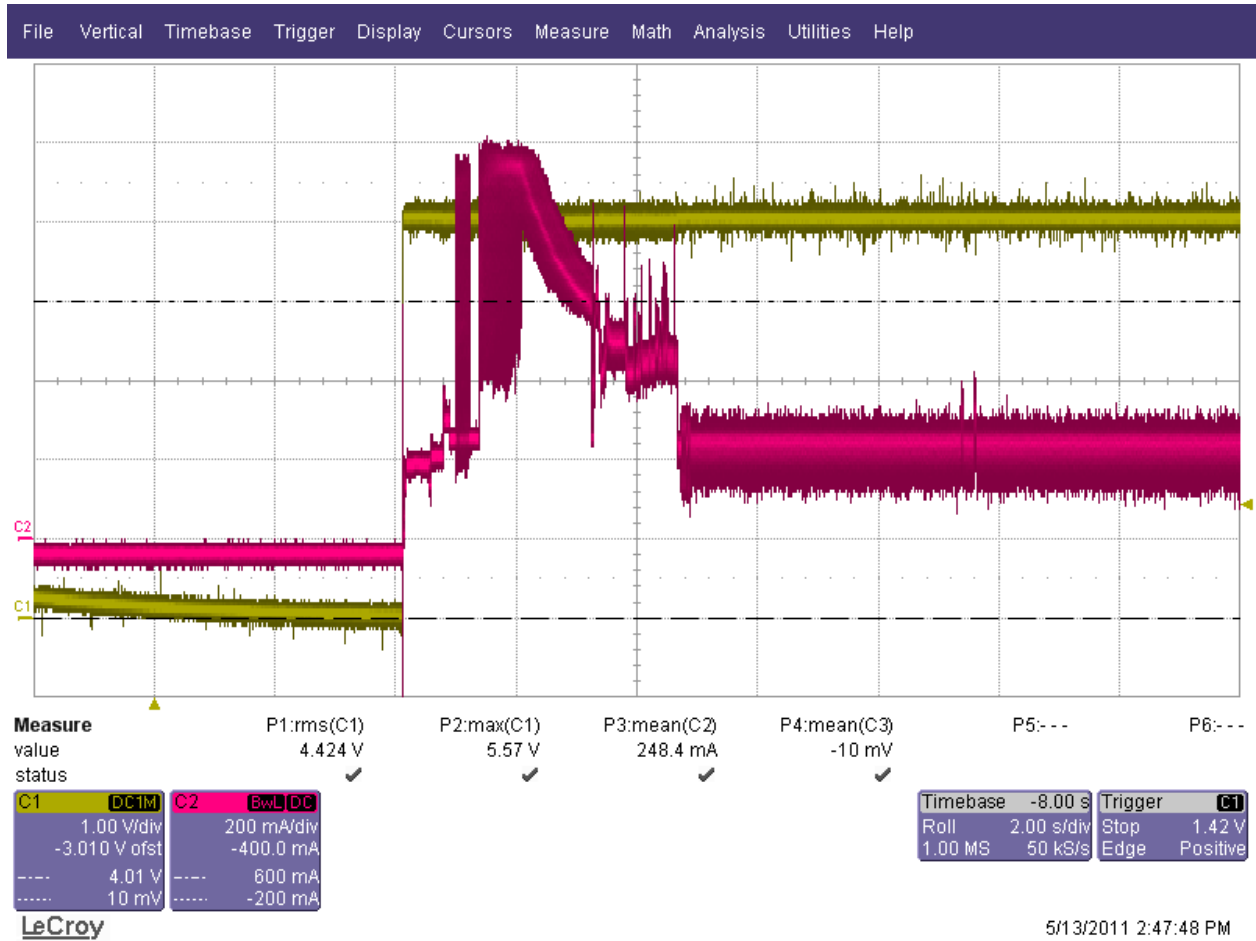 File Vertical Timebase Trigger Display Cursors Measure Math Analysis Utilities Help
C2
C1
Measure P1:rms(C1) P2:max(C1) P3:mean(C2) P4:mean(C3) P5:- - - P6:- - -
value 4.424 V 5.57 V 248.4 mA -10 mV
status
C1 DC1M C2 BwL DC Timebase -8.00 s Trigger C1
1.00 V/div 200 mA/div Roll 2.00 s/div Stop 1.42 V
-3.010 V ofst -400.0 mA 1.00 MS 50 kS/s Edge Positive
4.01 V 600 mA
10 mV -200 mA
LeCroy 5/13/2011 2:47:48 PM